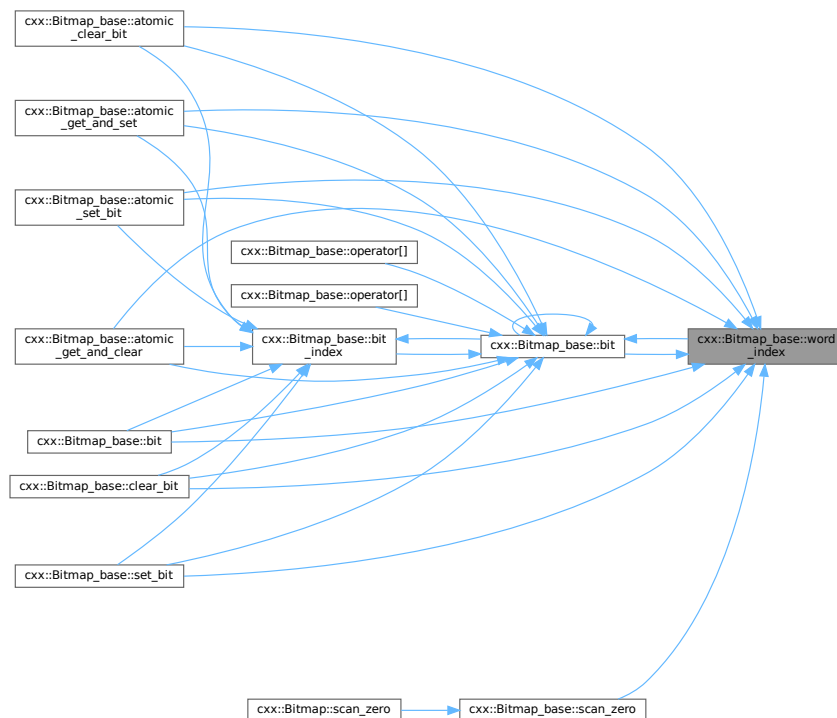 cxx::Bitmap_base::atomic
_clear_bit
cxx::Bitmap_base::atomic
_get_and_set
cxx::Bitmap_base::atomic
_set_bit
cxx::Bitmap_base::operator[]
cxx::Bitmap_base::operator[]
cxx::Bitmap_base::atomic
_get_and_clear
cxx::Bitmap_base::bit
_index
cxx::Bitmap_base::bit
cxx::Bitmap_base::word
_index
cxx::Bitmap_base::bit
cxx::Bitmap_base::clear_bit
cxx::Bitmap_base::set_bit
cxx::Bitmap::scan_zero
cxx::Bitmap_base::scan_zero